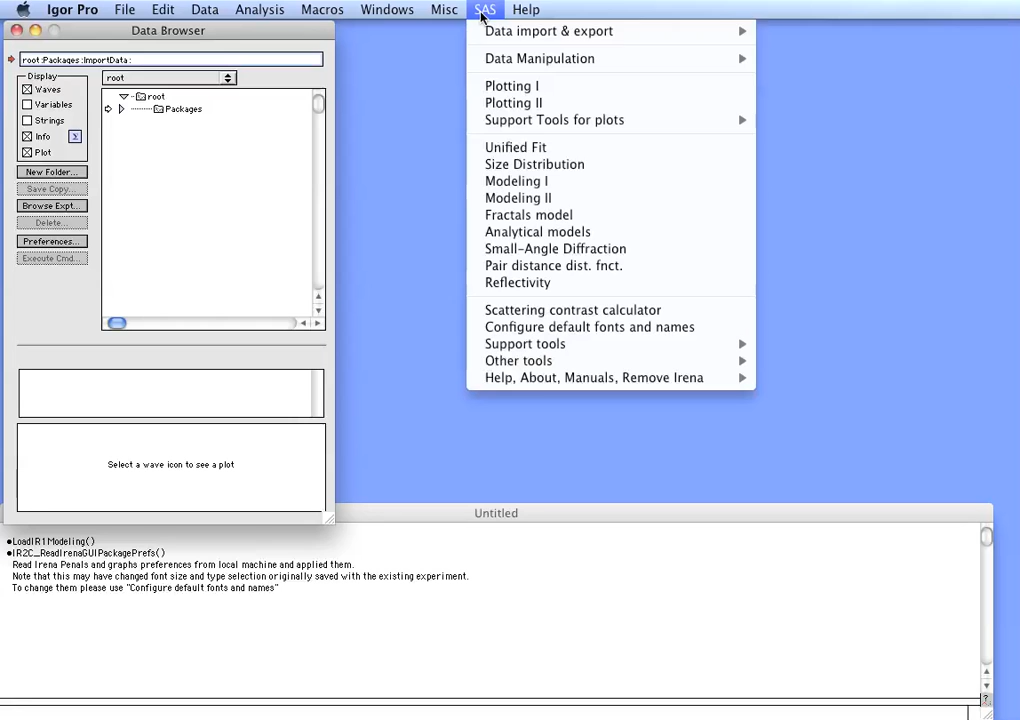 Igor Pro File Edit Data Analysis Macros Windows Misc SAS Help
Data Browser
root:Packages:ImportData:
Display
Waves
Variables
Strings
Info
Plot
New Folder...
Save Copy...
Browse Expt...
Delete...
Preferences...
Execute Cmd...
root
root
Packages
Select a wave icon to see a plot
Data import & export
Data Manipulation
Plotting I
Plotting II
Support Tools for plots
Unified Fit
Size Distribution
Modeling I
Modeling II
Fractals model
Analytical models
Small-Angle Diffraction
Pair distance dist. fnct.
Reflectivity
Scattering contrast calculator
Configure default fonts and names
Support tools
Other tools
Help, About, Manuals, Remove Irena
Untitled
•LoadIR1Modeling()
•IR2C_ReadIrenaGUIPackagePrefs()
Read Irena Penals and graphs preferences from local machine and applied them.
Note that this may have changed font size and type selection originally saved with the existing experiment.
To change them please use "Configure default fonts and names"
?